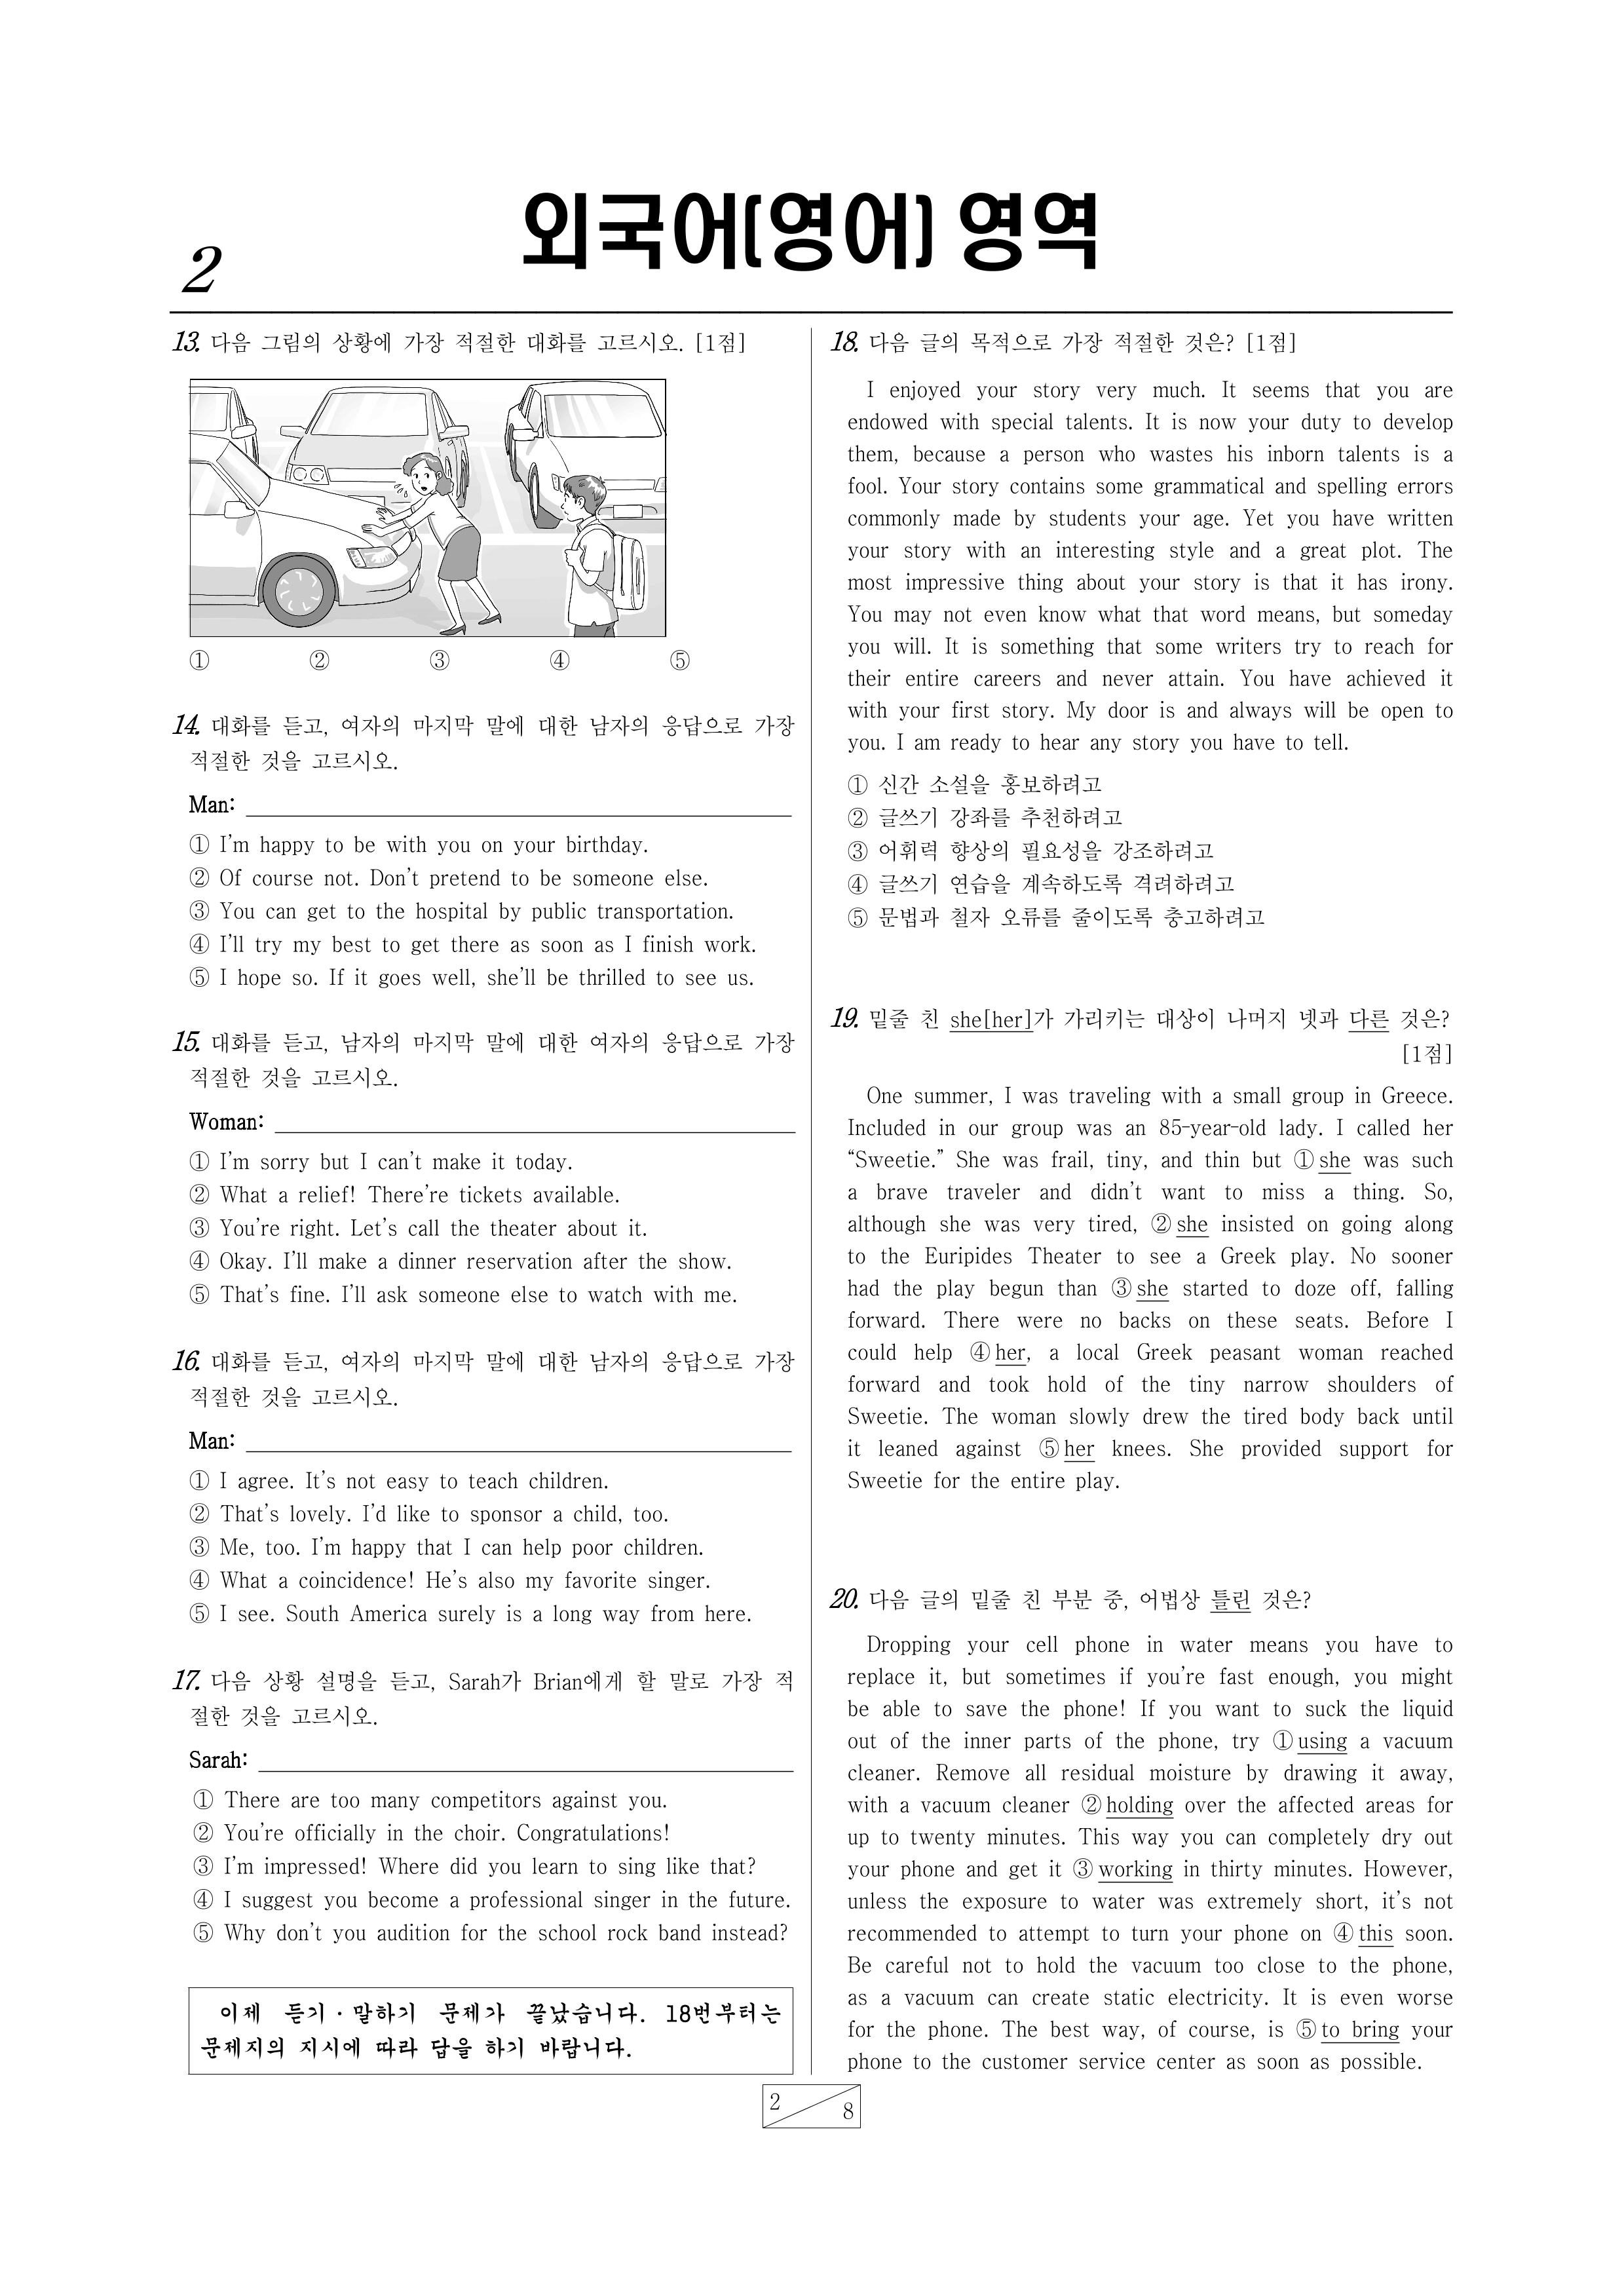 2
외국어(영어) 영역
13. 다음 그림의 상황에 가장 적절한 대화를 고르시오. [1점]
① ② ③ ④ ⑤
14. 대화를 듣고, 여자의 마지막 말에 대한 남자의 응답으로 가장
적절한 것을 고르시오.
Man:
① I’m happy to be with you on your birthday.
② Of course not. Don’t pretend to be someone else.
③ You can get to the hospital by public transportation.
④ I’ll try my best to get there as soon as I finish work.
⑤ I hope so. If it goes well, she’ll be thrilled to see us.
15. 대화를 듣고, 남자의 마지막 말에 대한 여자의 응답으로 가장
적절한 것을 고르시오.
Woman:
① I’m sorry but I can’t make it today.
② What a relief! There’re tickets available.
③ You’re right. Let’s call the theater about it.
④ Okay. I’ll make a dinner reservation after the show.
⑤ That’s fine. I’ll ask someone else to watch with me.
16. 대화를 듣고, 여자의 마지막 말에 대한 남자의 응답으로 가장
적절한 것을 고르시오.
Man:
① I agree. It’s not easy to teach children.
② That’s lovely. I’d like to sponsor a child, too.
③ Me, too. I’m happy that I can help poor children.
④ What a coincidence! He’s also my favorite singer.
⑤ I see. South America surely is a long way from here.
17. 다음 상황 설명을 듣고, Sarah가 Brian에게 할 말로 가장 적
절한 것을 고르시오.
Sarah:
① There are too many competitors against you.
② You’re officially in the choir. Congratulations!
③ I’m impressed! Where did you learn to sing like that?
④ I suggest you become a professional singer in the future.
⑤ Why don’t you audition for the school rock band instead?
이제 듣기·말하기 문제가 끝났습니다. 18번부터는
문제지의 지시에 따라 답을 하기 바랍니다.
18. 다음 글의 목적으로 가장 적절한 것은? [1점]
I enjoyed your story very much. It seems that you are
endowed with special talents. It is now your duty to develop
them, because a person who wastes his inborn talents is a
fool. Your story contains some grammatical and spelling errors
commonly made by students your age. Yet you have written
your story with an interesting style and a great plot. The
most impressive thing about your story is that it has irony.
You may not even know what that word means, but someday
you will. It is something that some writers try to reach for
their entire careers and never attain. You have achieved it
with your first story. My door is and always will be open to
you. I am ready to hear any story you have to tell.
① 신간 소설을 홍보하려고
② 글쓰기 강좌를 추천하려고
③ 어휘력 향상의 필요성을 강조하려고
④ 글쓰기 연습을 계속하도록 격려하려고
⑤ 문법과 철자 오류를 줄이도록 충고하려고
19. 밑줄 친 she[her]가 가리키는 대상이 나머지 넷과 다른 것은?
[1점]
One summer, I was traveling with a small group in Greece.
Included in our group was an 85-year-old lady. I called her
“Sweetie.” She was frail, tiny, and thin but ① she was such
a brave traveler and didn’t want to miss a thing. So,
although she was very tired, ② she insisted on going along
to the Euripides Theater to see a Greek play. No sooner
had the play begun than ③ she started to doze off, falling
forward. There were no backs on these seats. Before I
could help ④ her, a local Greek peasant woman reached
forward and took hold of the tiny narrow shoulders of
Sweetie. The woman slowly drew the tired body back until
it leaned against ⑤ her knees. She provided support for
Sweetie for the entire play.
20. 다음 글의 밑줄 친 부분 중, 어법상 틀린 것은?
Dropping your cell phone in water means you have to
replace it, but sometimes if you’re fast enough, you might
be able to save the phone! If you want to suck the liquid
out of the inner parts of the phone, try ① using a vacuum
cleaner. Remove all residual moisture by drawing it away,
with a vacuum cleaner ② holding over the affected areas for
up to twenty minutes. This way you can completely dry out
your phone and get it ③ working in thirty minutes. However,
unless the exposure to water was extremely short, it’s not
recommended to attempt to turn your phone on ④ this soon.
Be careful not to hold the vacuum too close to the phone,
as a vacuum can create static electricity. It is even worse
for the phone. The best way, of course, is ⑤ to bring your
phone to the customer service center as soon as possible.
2
8